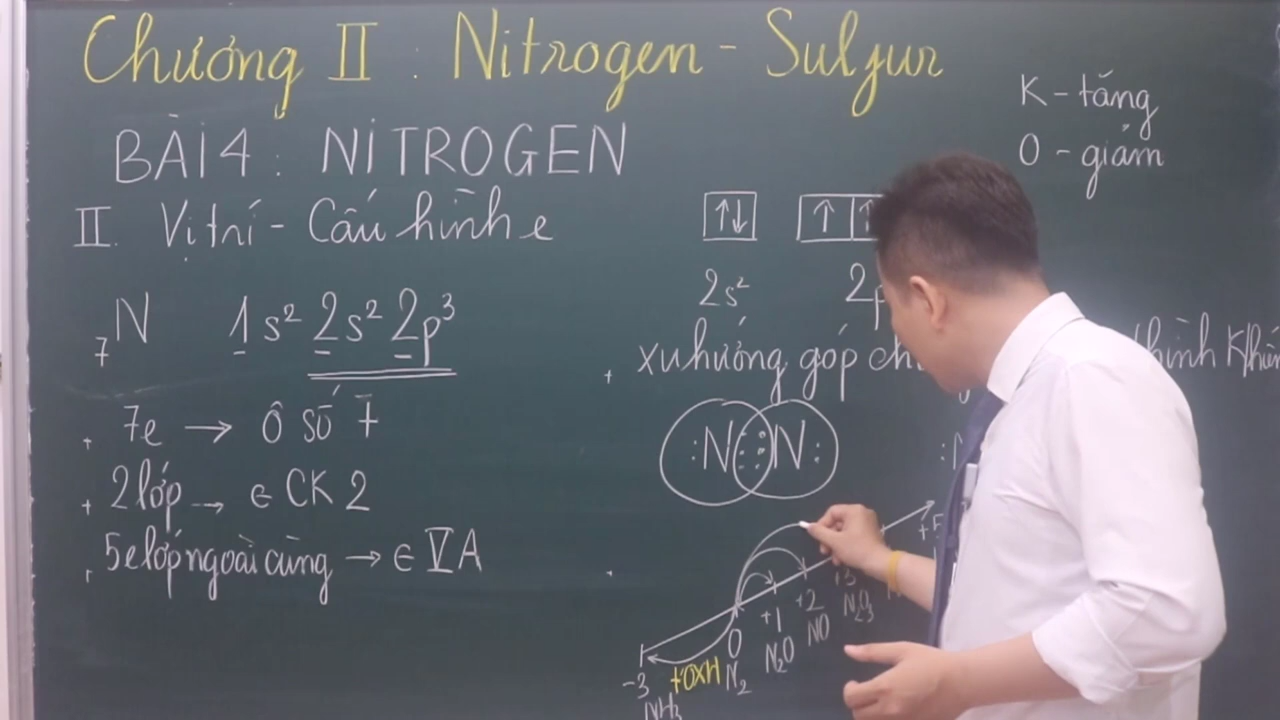 Chương II : Nitrogen - Sulfur
K - tăng
O - giảm
BÀI 4 : NITROGEN
II. Vị trí - Cấu hình e
↑↓ ↑
2s² 2p
₇N 1s² 2s² 2p³
+ xu hướng góp hình
+ 7e → Ô số 7
:N:::N:
+ 2 lớp → ∈ CK 2
+ 5e lớp ngoài cùng → ∈ VA
-3 0 +1 +2 +3
NH₃ N₂ N₂O NO N₂O₃
tOXH